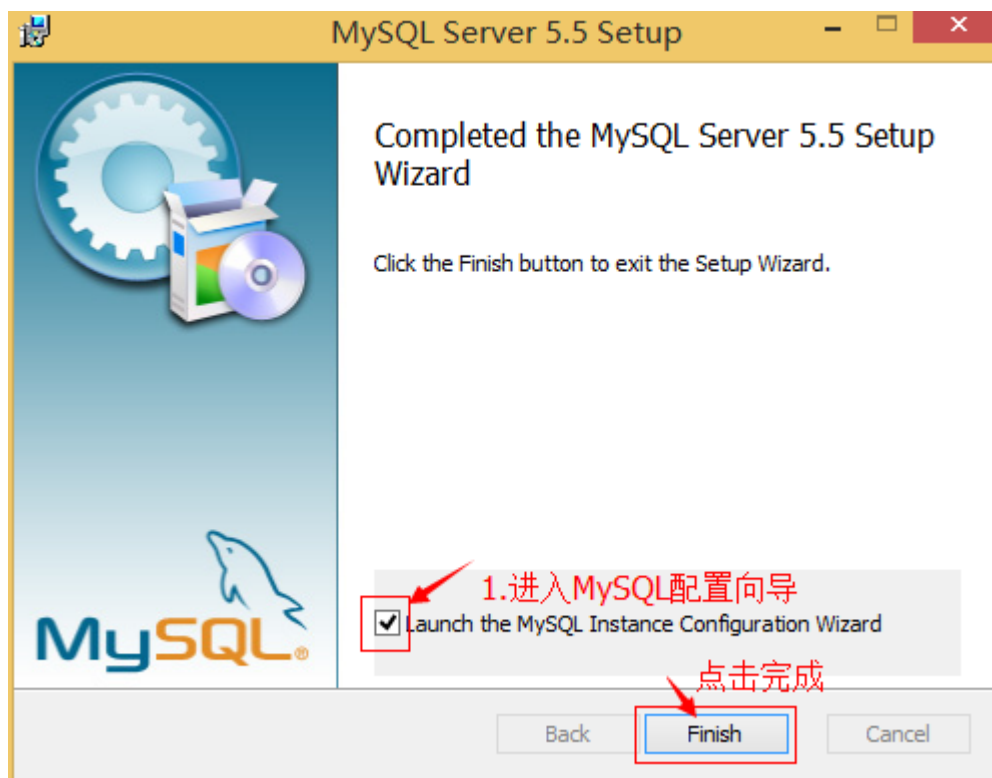 MySQL Server 5.5 Setup
Completed the MySQL Server 5.5 Setup
Wizard
Click the Finish button to exit the Setup Wizard.
1.进入MySQL配置向导
Launch the MySQL Instance Configuration Wizard
MySQL®
点击完成
Back
Finish
Cancel